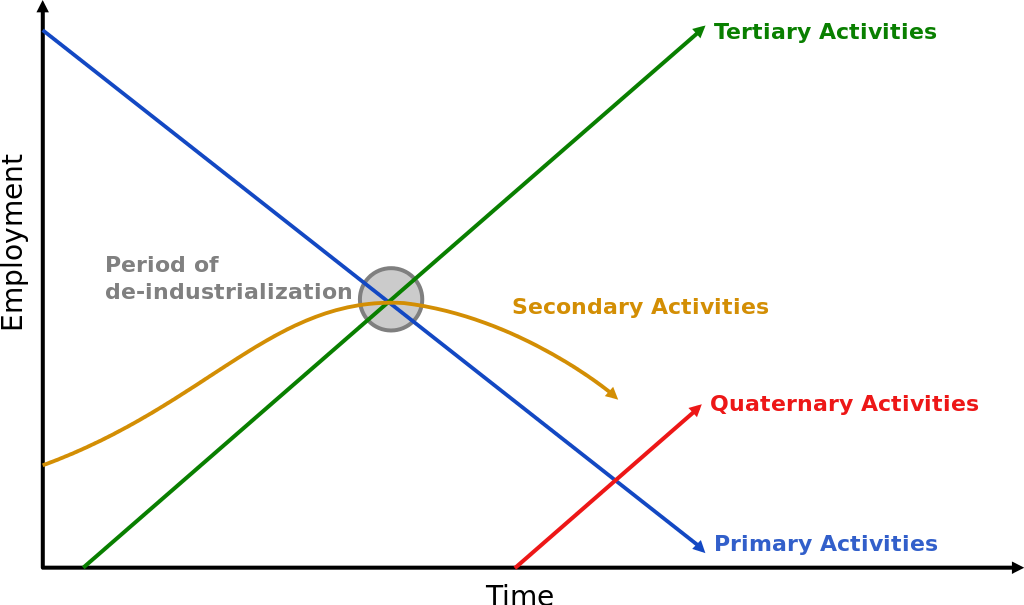 Tertiary Activities
Employment
Period of
de-industrialization
Secondary Activities
Quaternary Activities
Primary Activities
Time